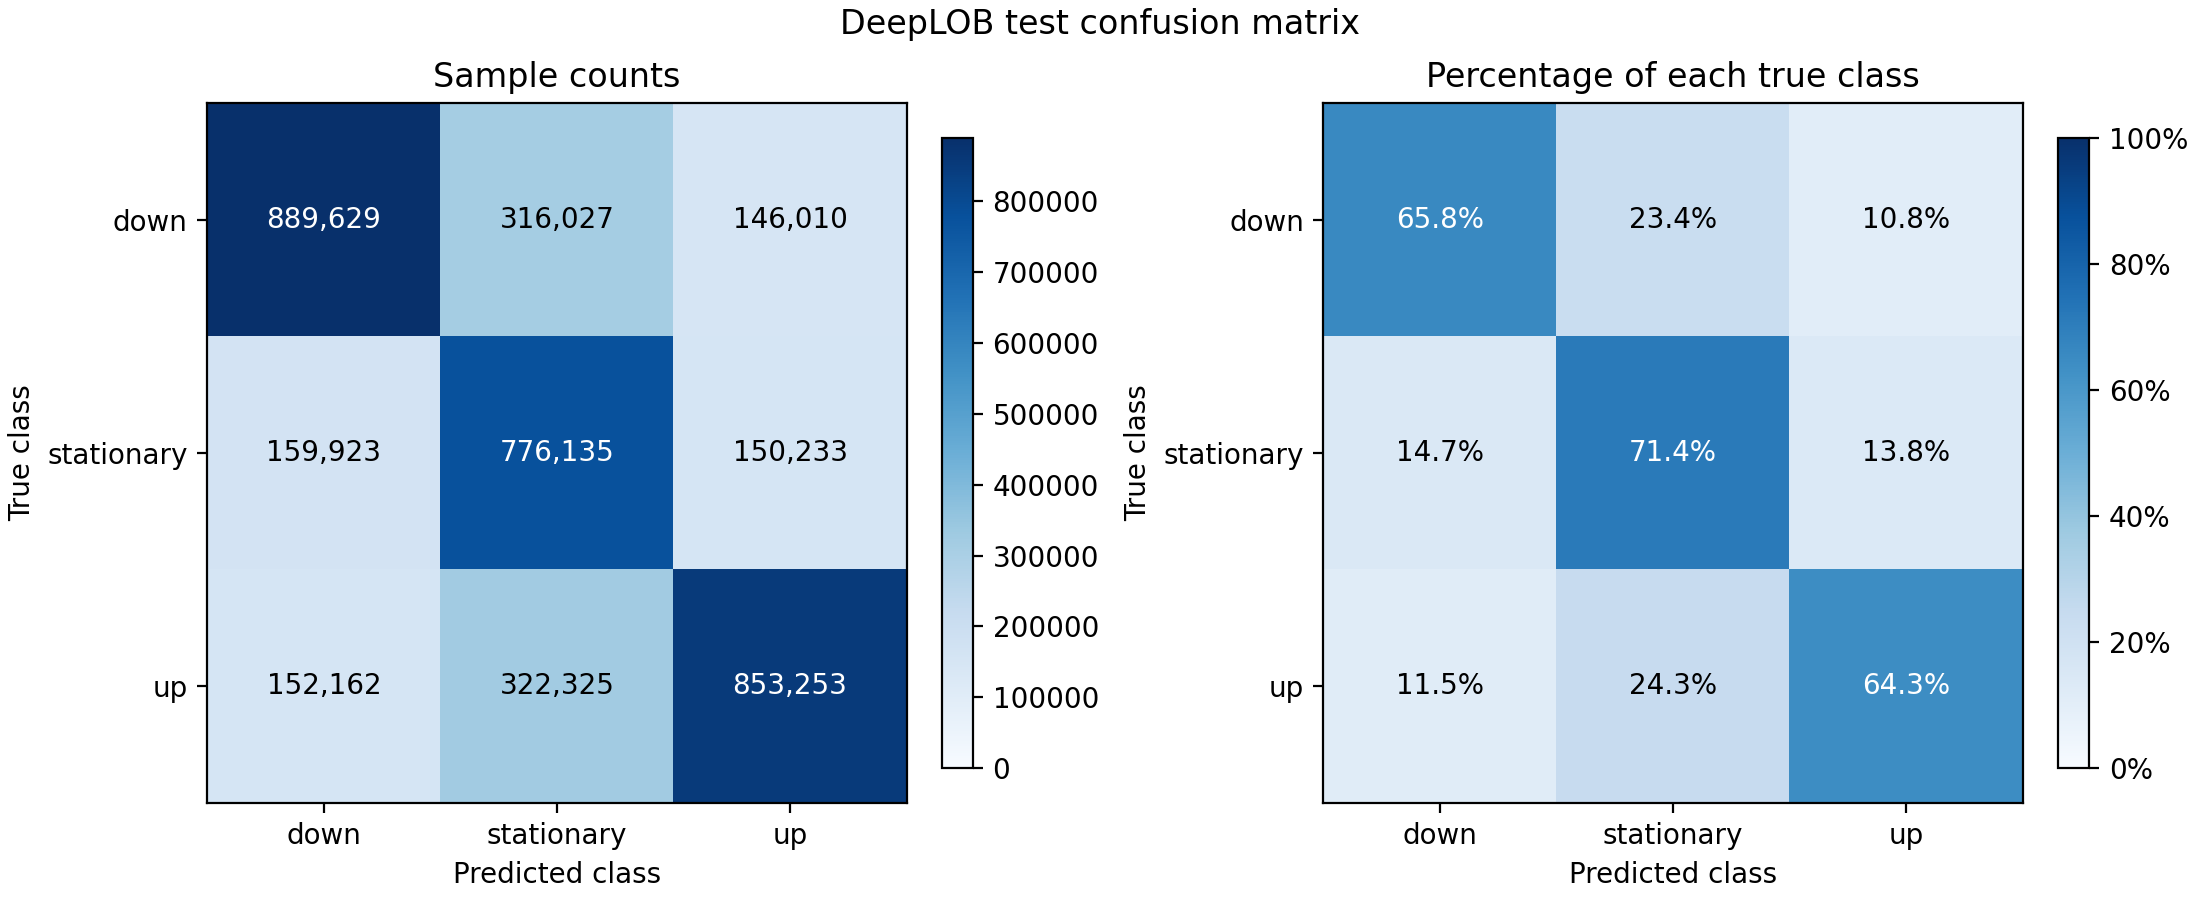 DeepLOB test confusion matrix
Sample counts
True class
down
stationary
up
889,629 316,027 146,010
159,923 776,135 150,233
152,162 322,325 853,253
down stationary up
Predicted class
800000
700000
600000
500000
400000
300000
200000
100000
0
Percentage of each true class
True class
down
stationary
up
65.8% 23.4% 10.8%
14.7% 71.4% 13.8%
11.5% 24.3% 64.3%
down stationary up
Predicted class
100%
80%
60%
40%
20%
0%